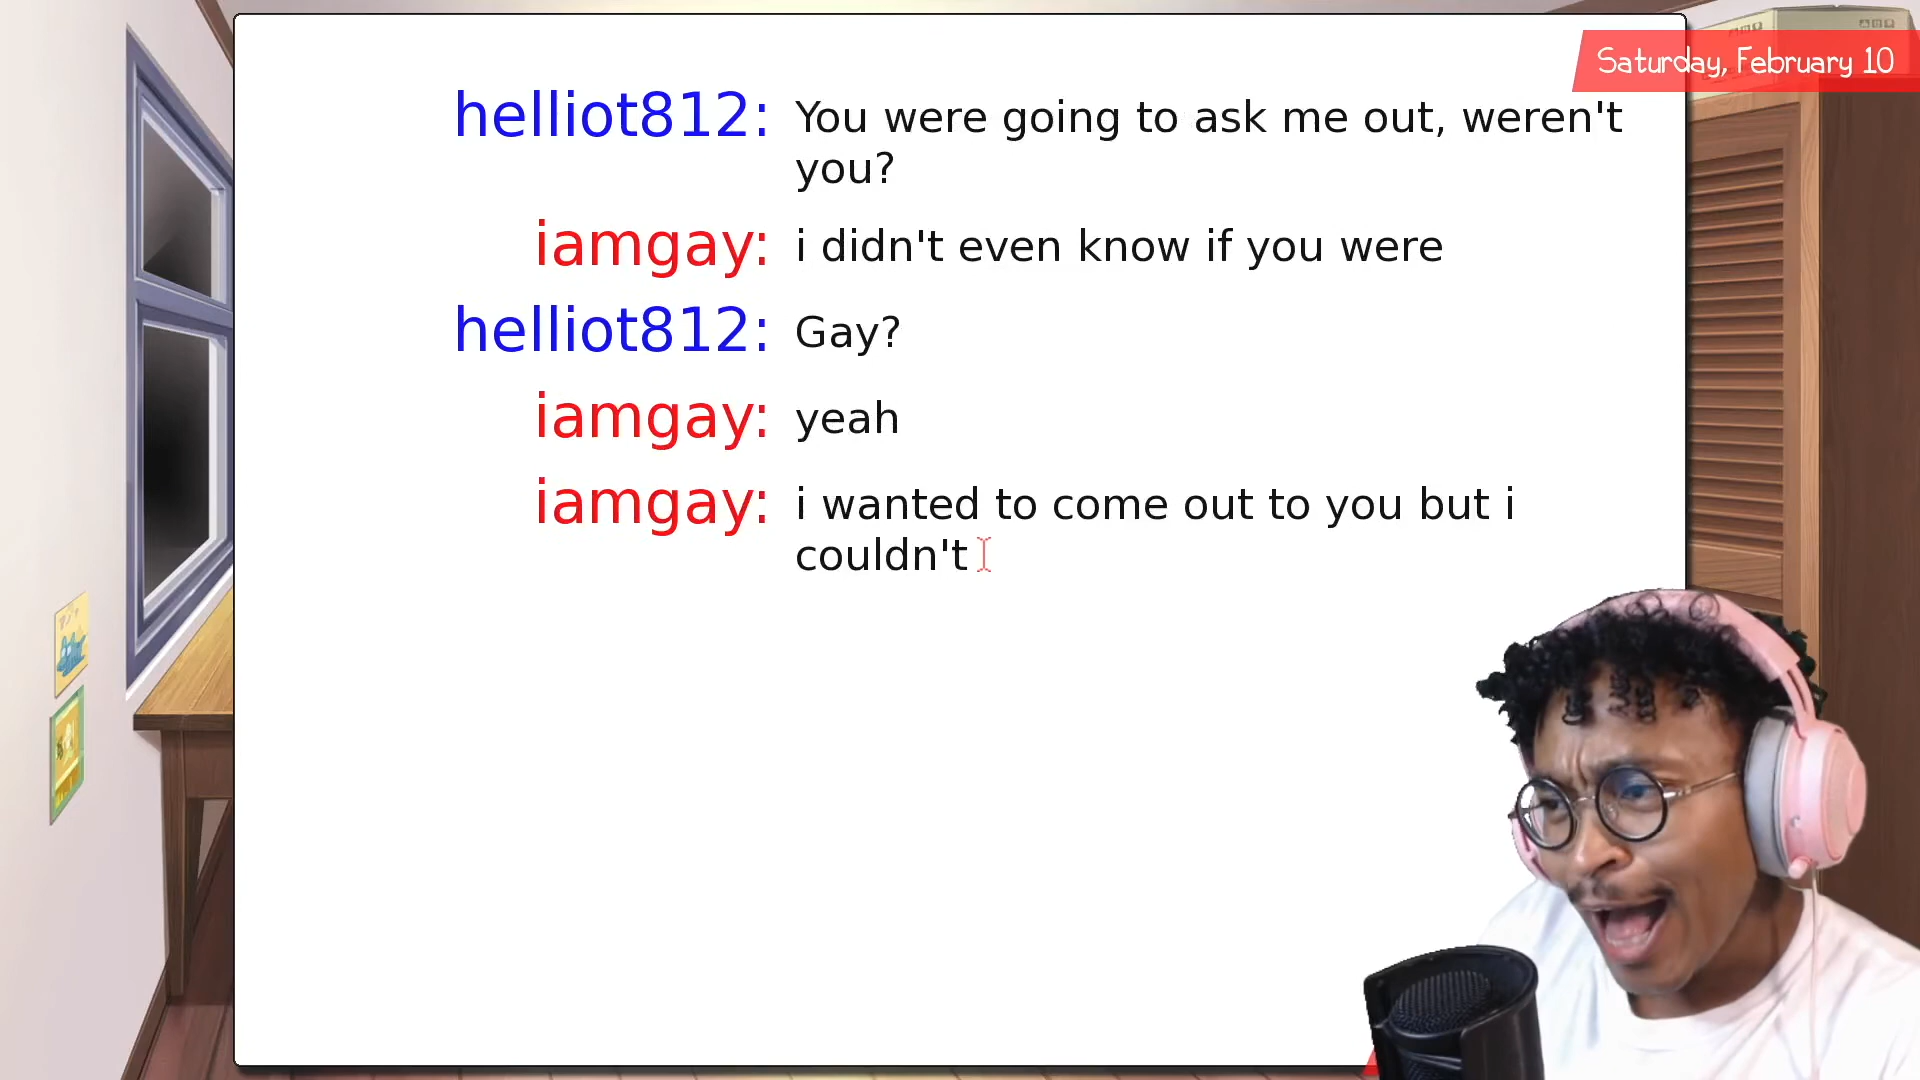 Saturday, February 10
helliot812: You were going to ask me out, weren't
you?
iamgay: i didn't even know if you were
helliot812: Gay?
iamgay: yeah
iamgay: i wanted to come out to you but i
couldn't